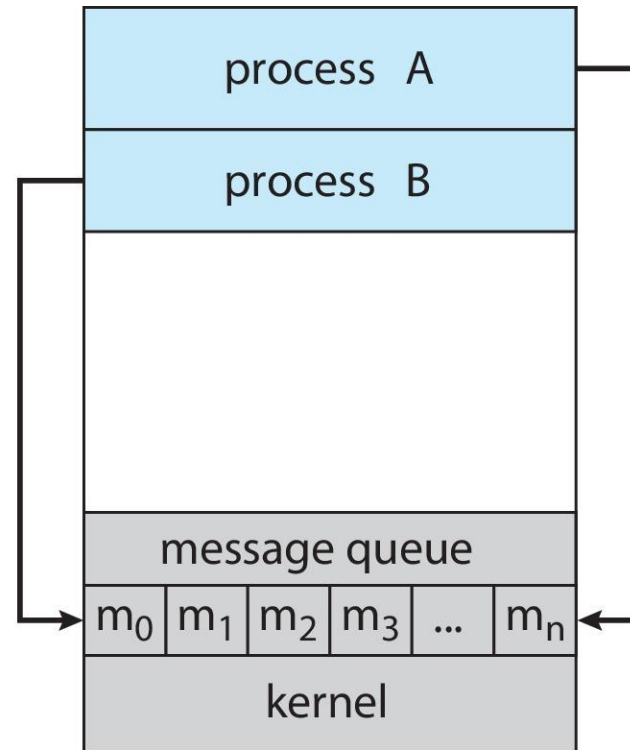 process A
process B
message queue
m₀ m₁ m₂ m₃ ... mₙ
kernel